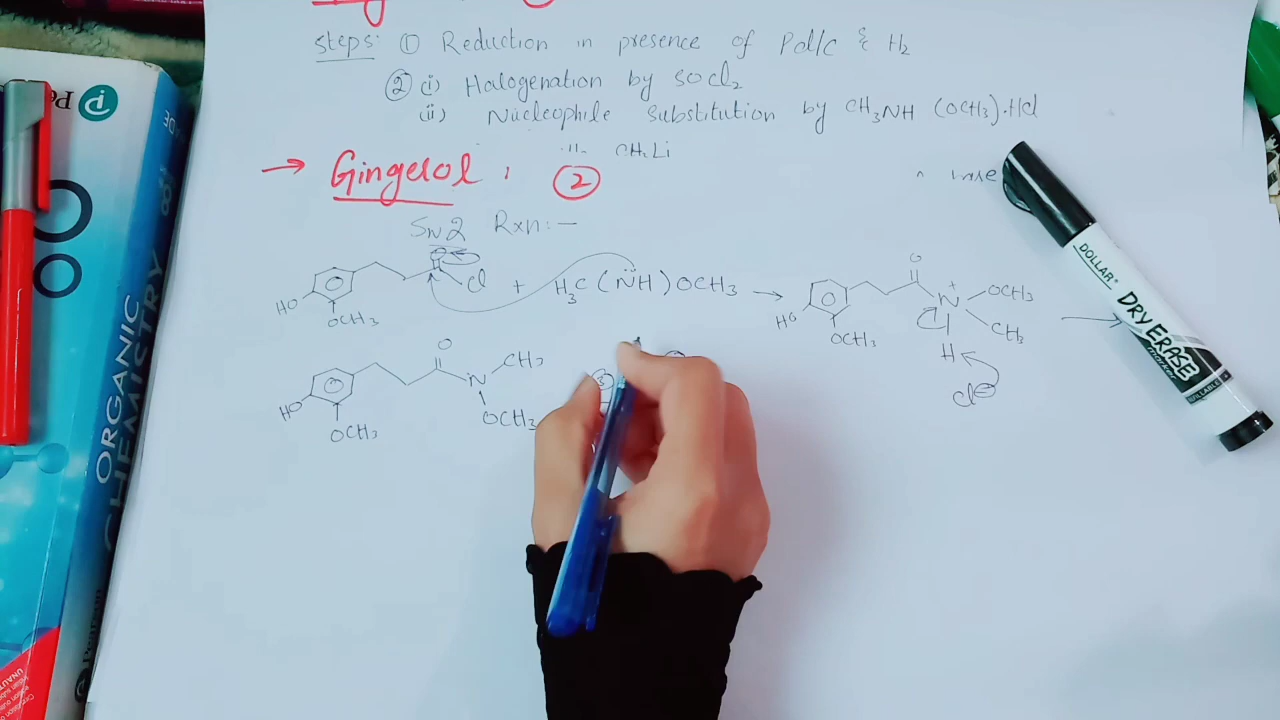 steps: ① Reduction in presence of Pd/C & H2
② (i) Halogenation by SOCl2
(ii) Nucleophile Substitution by CH3NH (OCH3).Hcl
CH3Li
→ Gingerol : ②
SN2 Rxn:-
O
Cl
HO
OCH3
+ H3C (N̈H) OCH3 →
O
HO
OCH3
N+
OCH3
CH3
H
Cl⊖
O
HO
OCH3
N
CH3
OCH3
ORGANIC
CHEMISTRY
DOLLAR
DRY ERASE
marker
REFILLABLE